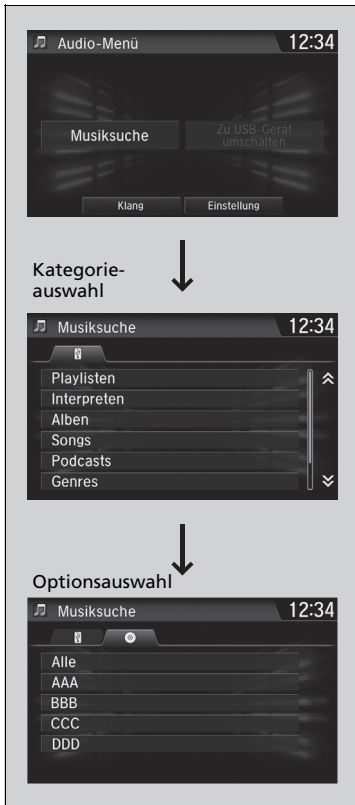 Audio-Menü 12:34
Musiksuche
Zu USB-Gerät
umschalten
Klang Einstellung
Kategorie-
auswahl
Musiksuche 12:34
Playlisten
Interpreten
Alben
Songs
Podcasts
Genres
Optionsauswahl
Musiksuche 12:34
Alle
AAA
BBB
CCC
DDD